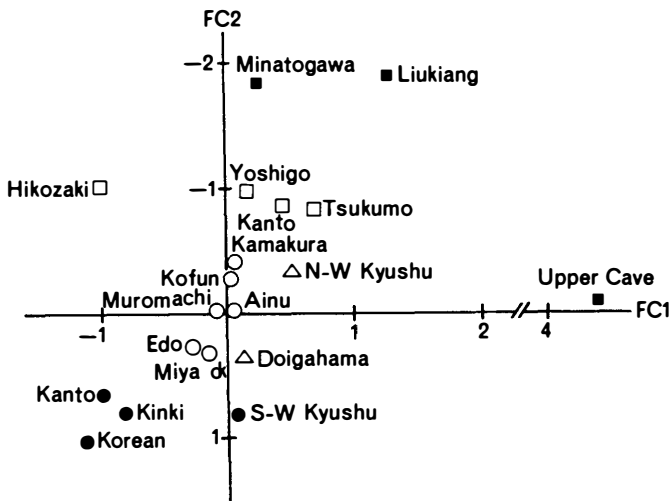 FC2
−2
Minatogawa
Liukiang
Hikozaki
−1
Yoshigo
Tsukumo
Kanto
Kamakura
N-W Kyushu
Kofun
Upper Cave
Muromachi
Ainu
FC1
−1
1
2
4
Edo
Miya ok
Doigahama
Kanto
Kinki
S-W Kyushu
Korean
1